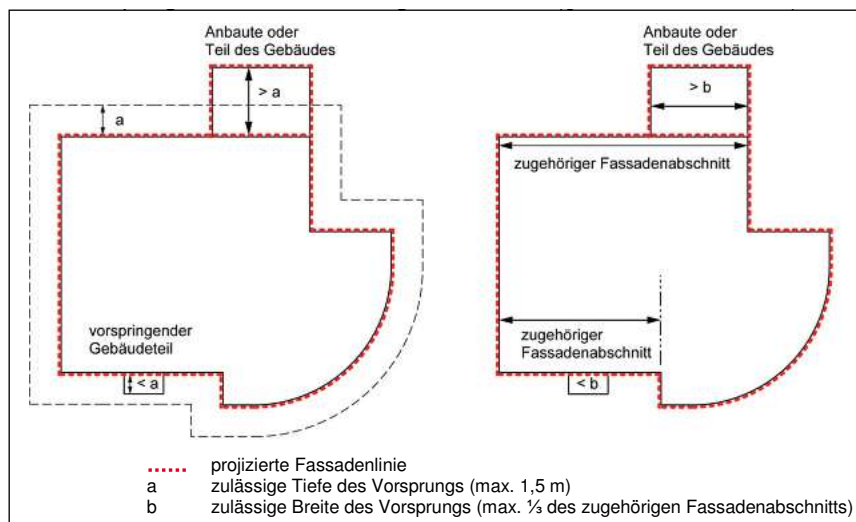 Anbaute oder
Teil des Gebäudes
> a
a
vorspringender
Gebäudeteil
< a
Anbaute oder
Teil des Gebäudes
> b
zugehöriger Fassadenabschnitt
zugehöriger
Fassadenabschnitt
< b
projizierte Fassadenlinie
a zulässige Tiefe des Vorsprungs (max. 1,5 m)
b zulässige Breite des Vorsprungs (max. ⅓ des zugehörigen Fassadenabschnitts)